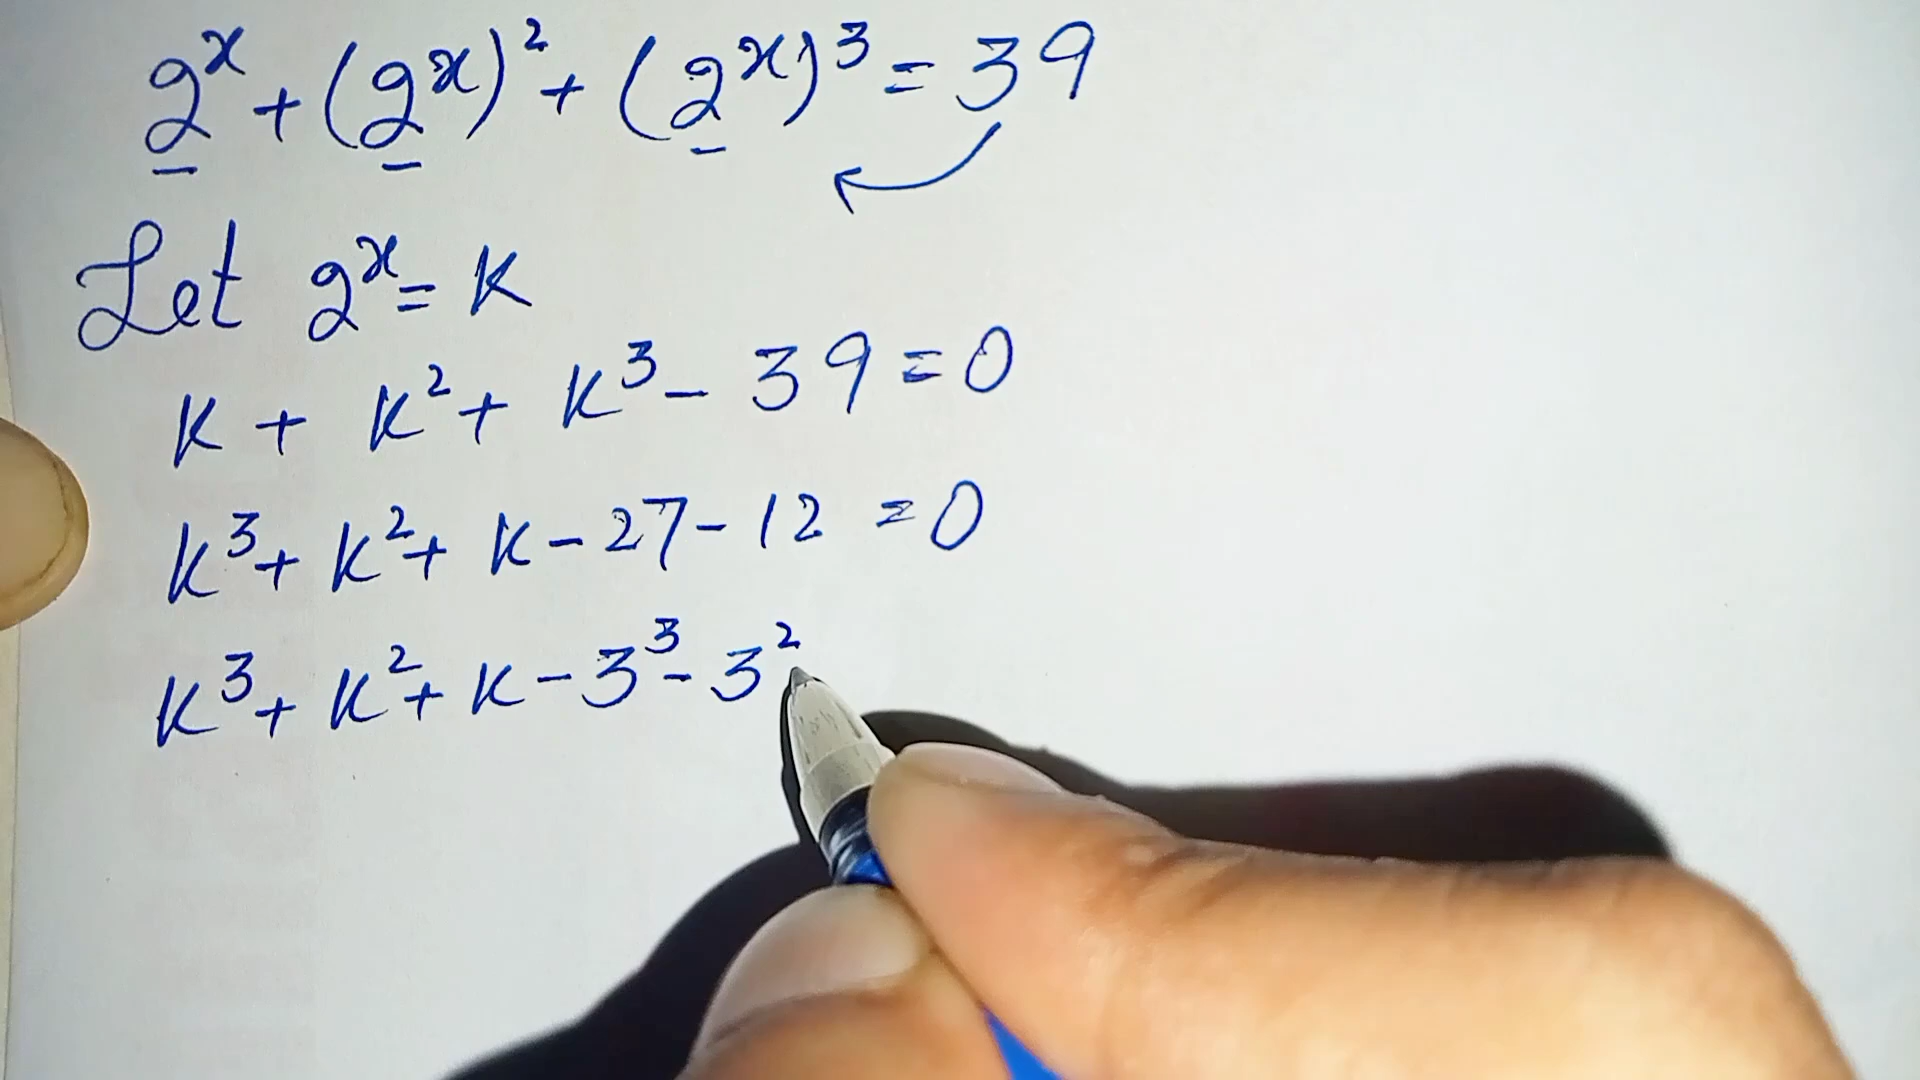 2^x + (2^x)^2 + (2^x)^3 = 39
Let 2^x = K
K + K^2 + K^3 - 39 = 0
K^3 + K^2 + K - 27 - 12 = 0
K^3 + K^2 + K - 3^3 - 3^2